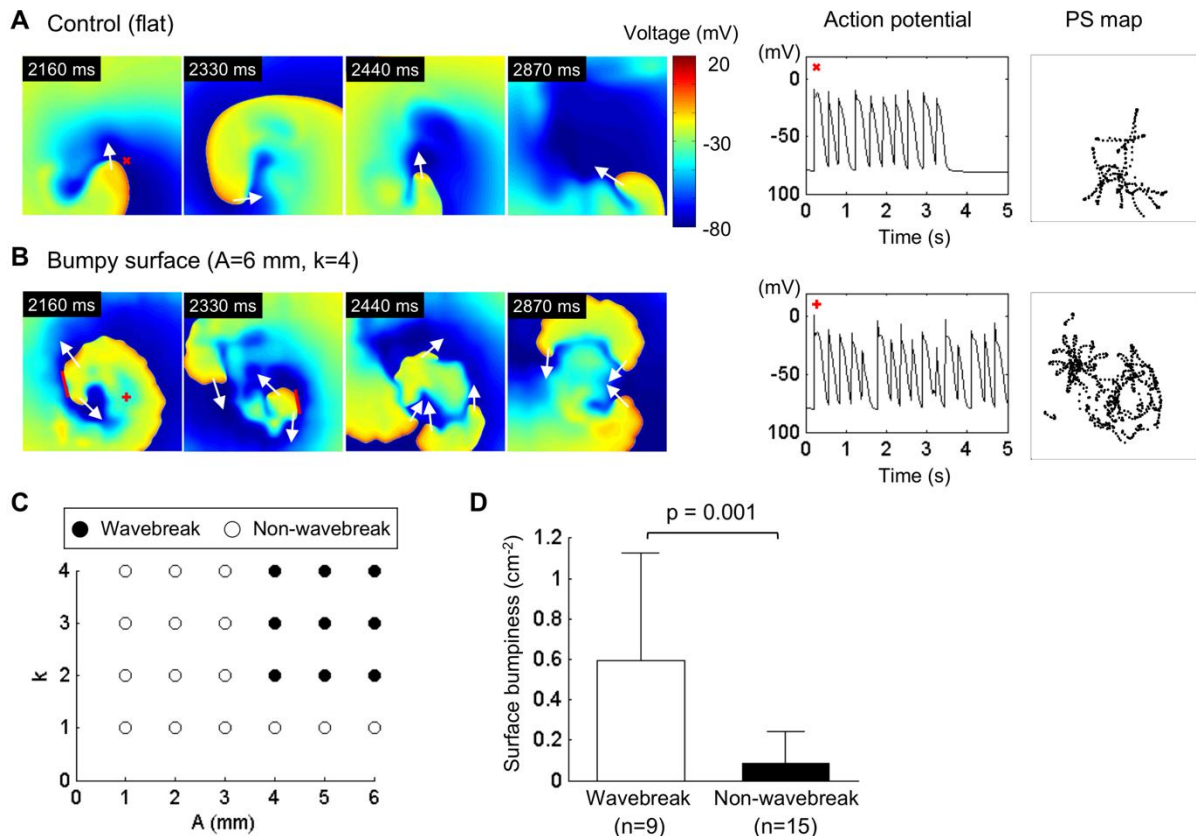 A Control (flat)
Voltage (mV)
Action potential
PS map
2160 ms
2330 ms
2440 ms
2870 ms
20
-30
-80
(mV)
0
-50
100
0 1 2 3 4 5
Time (s)
B Bumpy surface (A=6 mm, k=4)
2160 ms
2330 ms
2440 ms
2870 ms
(mV)
0
-50
100
0 1 2 3 4 5
Time (s)
C
Wavebreak Non-wavebreak
4
3
2
1
0
k
0 1 2 3 4 5 6
A (mm)
D
p = 0.001
Surface bumpiness (cm⁻²)
1.2
1
0.8
0.6
0.4
0.2
0
Wavebreak Non-wavebreak
(n=9) (n=15)